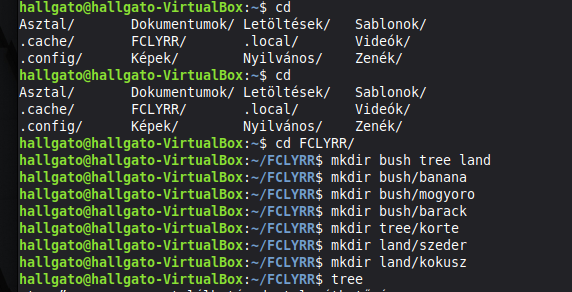 hallgato@hallgato-VirtualBox:~$ cd
Asztal/ Dokumentumok/ Letöltések/ Sablonok/
.cache/ FCLYRR/ .local/ Videók/
.config/ Képek/ Nyilvános/ Zenék/
hallgato@hallgato-VirtualBox:~$ cd
Asztal/ Dokumentumok/ Letöltések/ Sablonok/
.cache/ FCLYRR/ .local/ Videók/
.config/ Képek/ Nyilvános/ Zenék/
hallgato@hallgato-VirtualBox:~$ cd FCLYRR/
hallgato@hallgato-VirtualBox:~/FCLYRR$ mkdir bush tree land
hallgato@hallgato-VirtualBox:~/FCLYRR$ mkdir bush/banana
hallgato@hallgato-VirtualBox:~/FCLYRR$ mkdir bush/mogyoro
hallgato@hallgato-VirtualBox:~/FCLYRR$ mkdir bush/barack
hallgato@hallgato-VirtualBox:~/FCLYRR$ mkdir tree/korte
hallgato@hallgato-VirtualBox:~/FCLYRR$ mkdir land/szeder
hallgato@hallgato-VirtualBox:~/FCLYRR$ mkdir land/kokusz
hallgato@hallgato-VirtualBox:~/FCLYRR$ tree